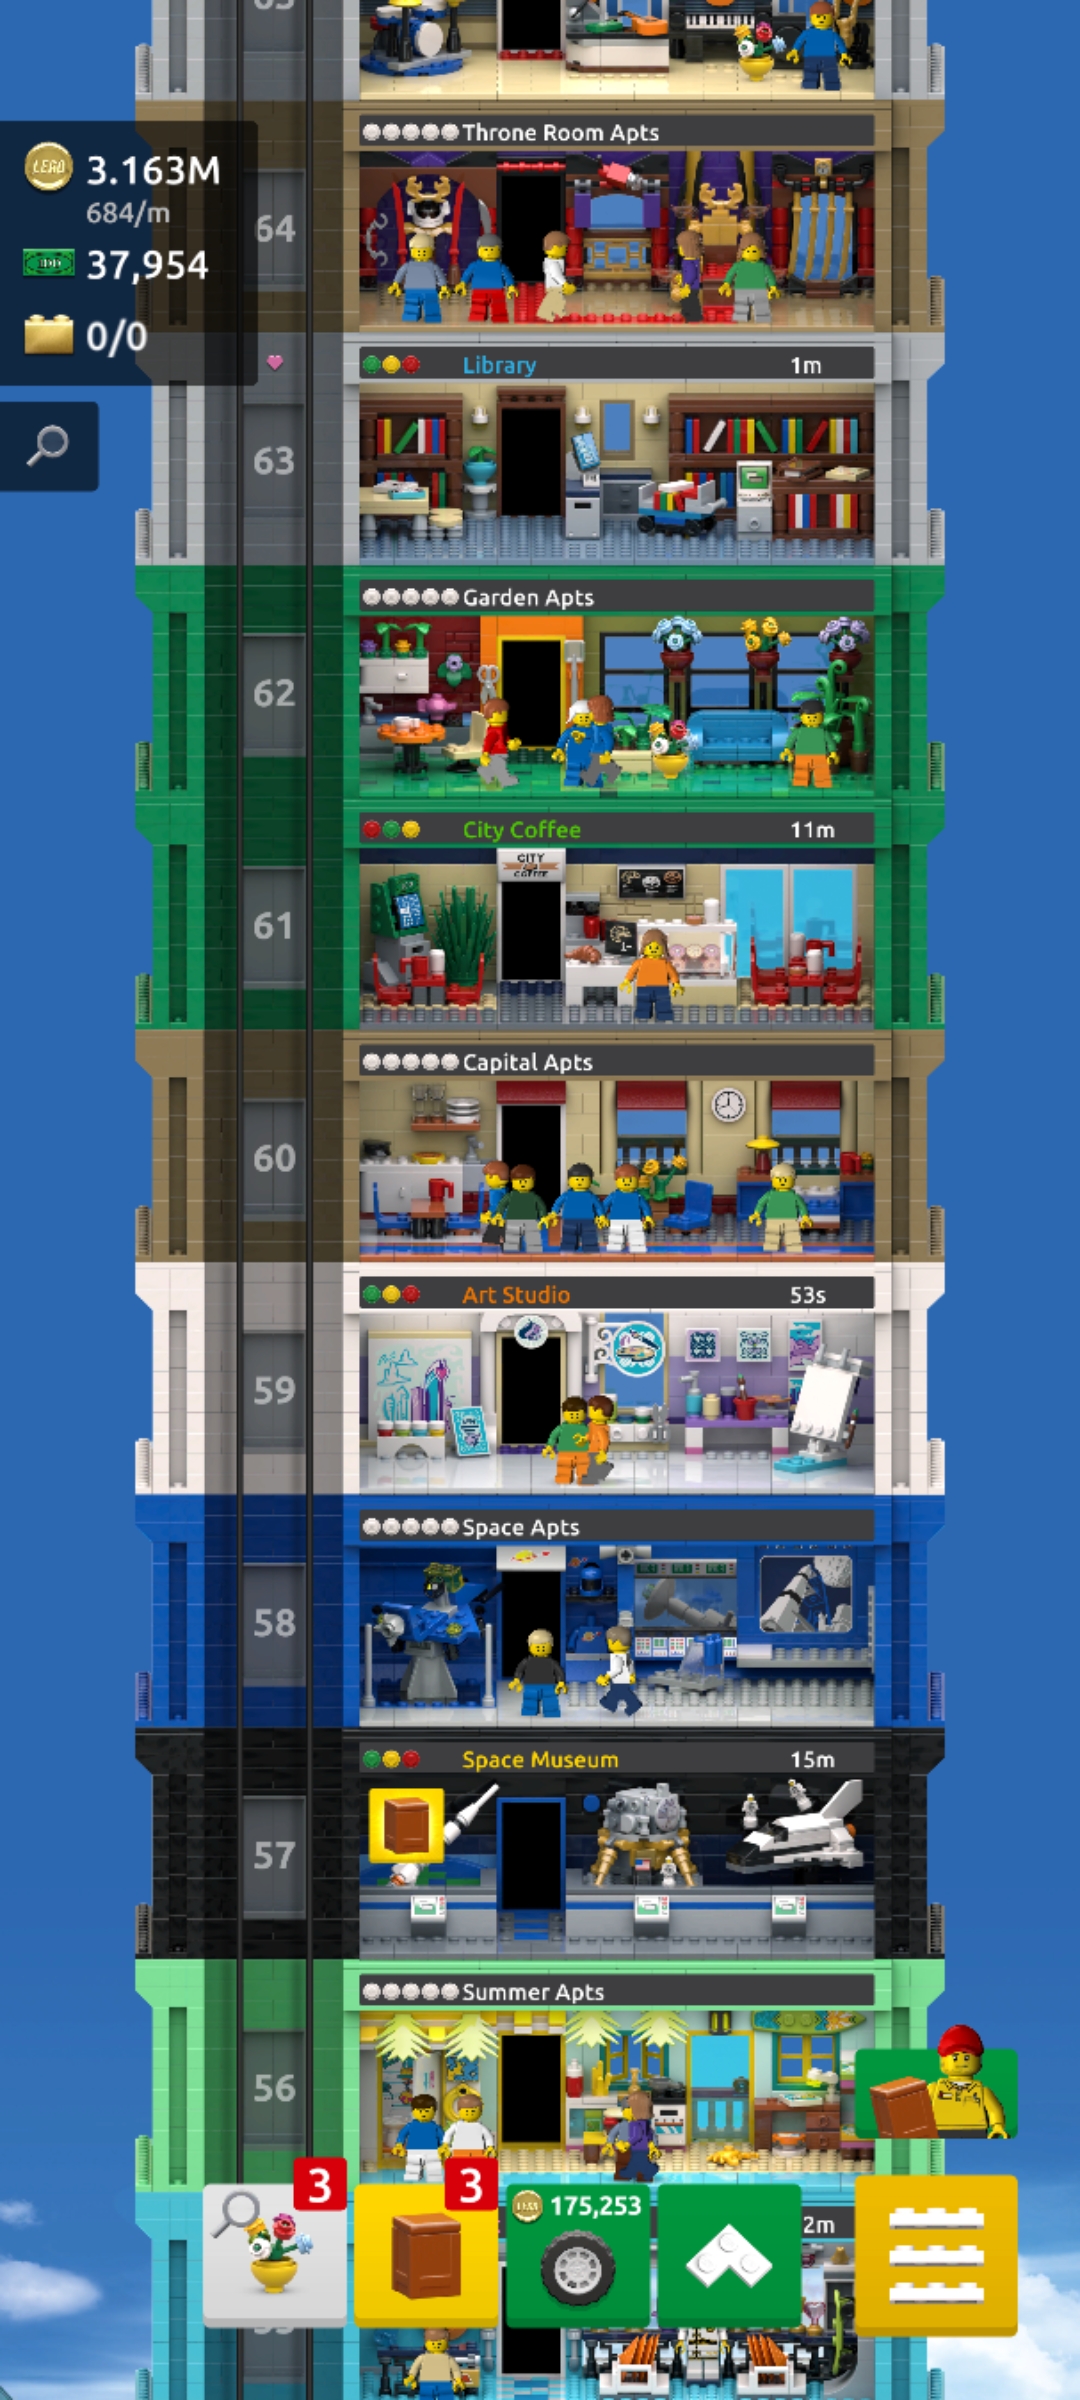 Throne Room Apts
LEGO 3.163M
684/m
64
37,954
0/0
Library 1m
63
Garden Apts
62
City Coffee 11m
CITY
COFFEE
61
Capital Apts
60
Art Studio 53s
59
Space Apts
58
Space Museum 15m
57
Summer Apts
56
3
3
175,253
2m